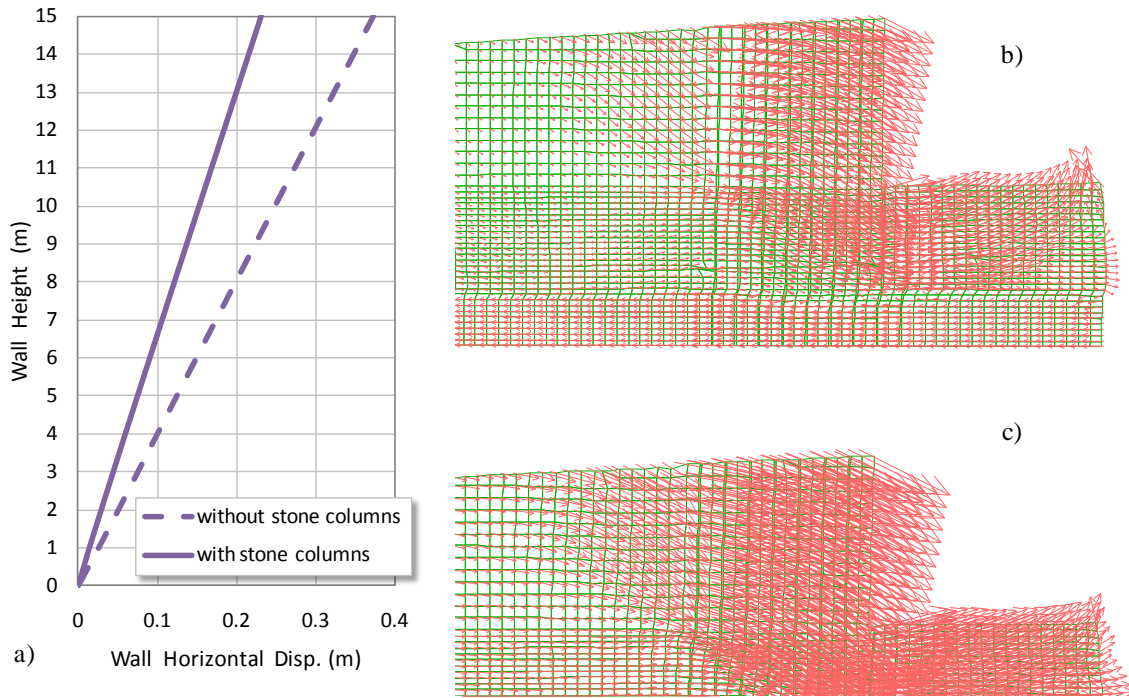 15
14
13
12
11
10
9
8
7
6
5
4
3
2
1
0
Wall Height (m)
without stone columns
with stone columns
0 0.1 0.2 0.3 0.4
Wall Horizontal Disp. (m)
a)
b)
c)